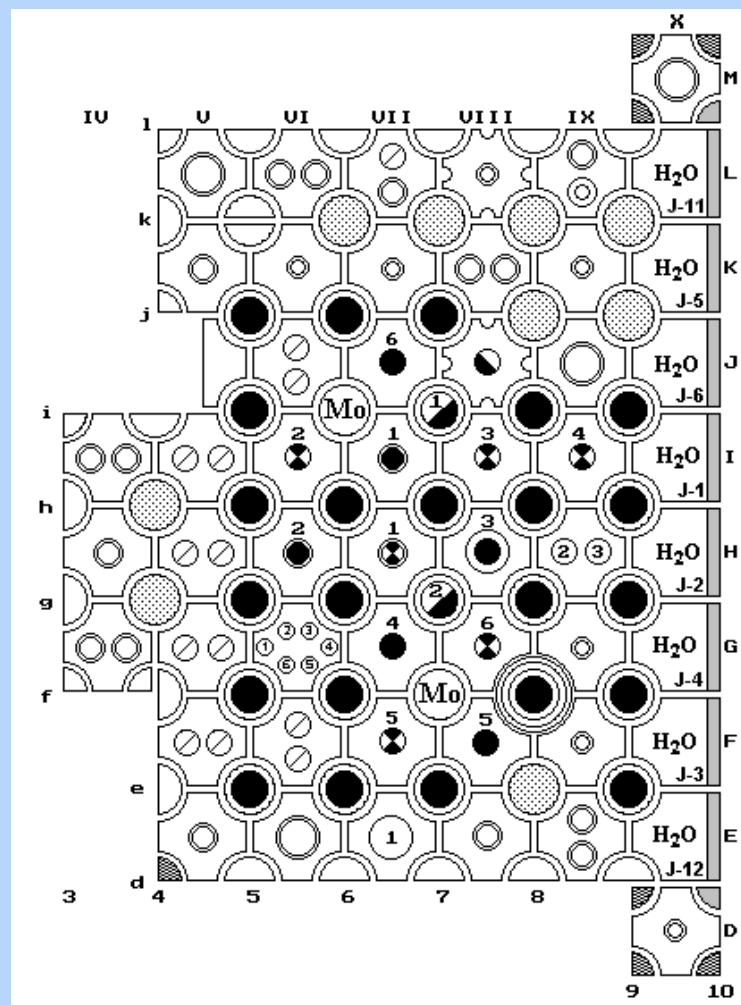 X
M
IV V VI VII VIII IX
l
H₂O L
J-11
k
H₂O K
J-5
j
6
H₂O J
J-6
i
Mo 1
2 1 3 4
H₂O I
J-1
h
2 1 3
2 3
H₂O H
J-2
g
2
4 6
1 2 3 4 5 6
H₂O G
J-4
f
Mo
5 5
H₂O F
J-3
e
1
H₂O E
J-12
d
3 4 5 6 7 8
D
9 10